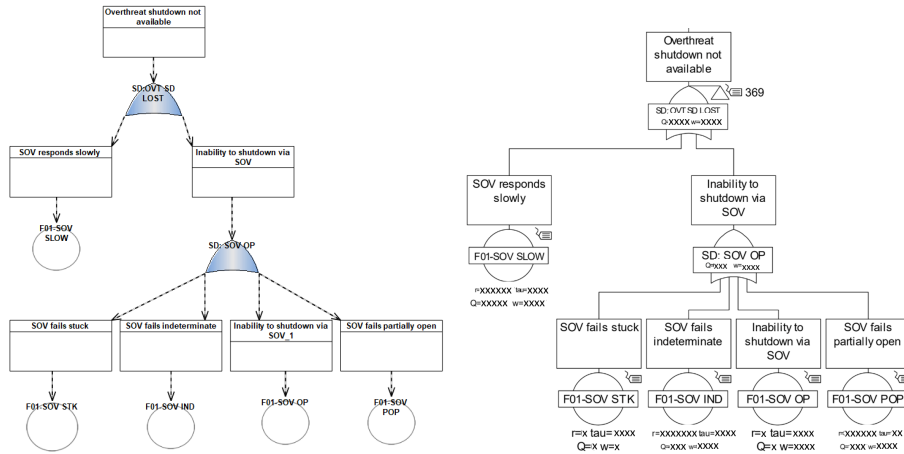 Overthreat shutdown not
available
SD:OVT SD
LOST
SOV responds slowly
Inability to shutdown via
SOV
F01-SOV
SLOW
SD: SOV OP
SOV fails stuck
SOV fails indeterminate
Inability to shutdown via
SOV_1
SOV fails partially open
F01-SOV STK
F01-SOV IND
F01-SOV OP
F01-SOV
POP
Overheat
shutdown not
available
369
SD: OVT SD LOST
Q=XXXX w=XXXX
SOV responds
slowly
Inability to
shutdown via
SOV
F01-SOV SLOW
r=XXXXXX tau=XXXX
Q=XXXXX w=XXXX
SD: SOV OP
Q=XXX w=XXXX
SOV fails stuck
SOV fails
indeterminate
Inability to
shutdown via
SOV
SOV fails
partially open
F01-SOV STK
F01-SOV IND
F01-SOV OP
F01-SOV POP
r=x tau=XXXX
Q=x w=x
r=XXXXXXX tau=XXXX
Q=XXX w=XXXX
r=x tau=XXXX
Q=x w=XXXX
r=XXXXXX tau=XX
Q=XXX w=XXXX